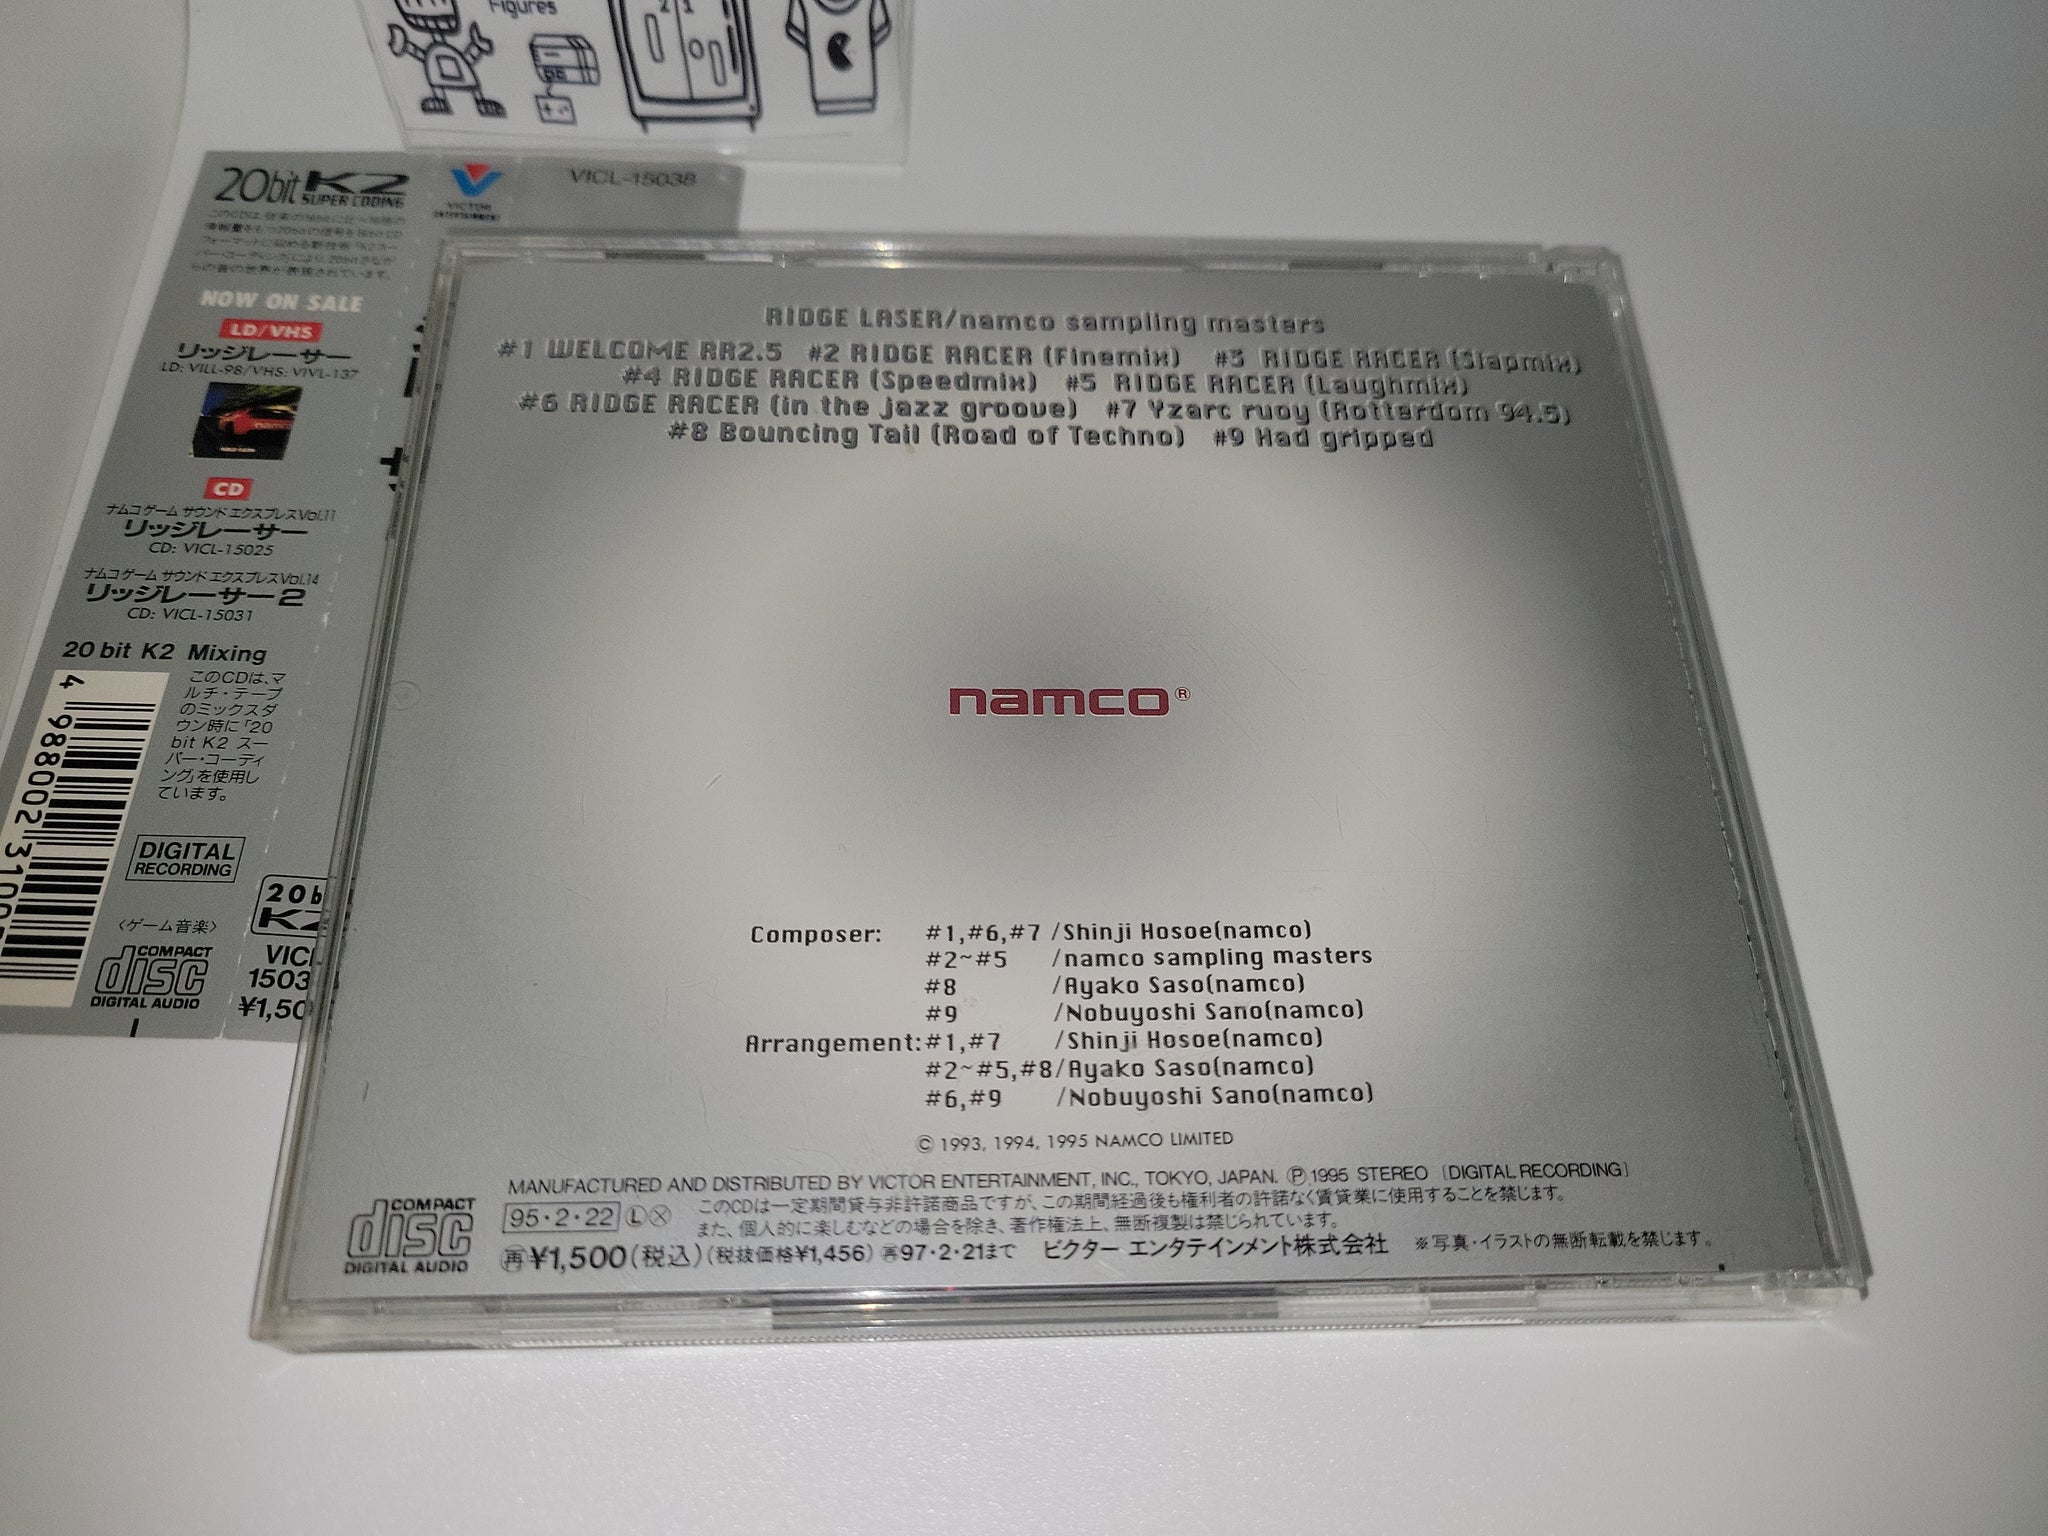 Figures
2 1
20bit K2
SUPER CODING
VICTOR
ENTERTAINMENT
VICL-15038
NOW ON SALE
LD/VHS
リッジレーサー
LD: VILL-98/VHS: VIVL-137
CD
ナムコ ゲーム サウンド エクスプレス Vol.11
リッジレーサー
CD: VICL-15025
ナムコ ゲーム サウンド エクスプレス Vol.14
リッジレーサー2
CD: VICL-15031
20 bit K2 Mixing
このCDは、マ
ルチ・テープ
のミックスダ
ウン時に「20
bit K2 スー
パー・コーディ
ング」を使用し
ています。
4 988002 310
DIGITAL
RECORDING
〈ゲーム音楽〉
COMPACT
disc
DIGITAL AUDIO
20b
K2
VICL
1503
¥1,50
RIDGE LASER/namco sampling masters
#1 WELCOME RR2.5 #2 RIDGE RACER (Finemix) #3 RIDGE RACER (Slapmix)
#4 RIDGE RACER (Speedmix) #5 RIDGE RACER (Laughmix)
#6 RIDGE RACER (in the jazz groove) #7 Yzarc ruoy (Rotterdom 94.5)
#8 Bouncing Tail (Road of Techno) #9 Had gripped
namco®
Composer: #1,#6,#7 /Shinji Hosoe(namco)
#2~#5 /namco sampling masters
#8 /Ayako Saso(namco)
#9 /Nobuyoshi Sano(namco)
Arrangement:#1,#7 /Shinji Hosoe(namco)
#2~#5,#8/Ayako Saso(namco)
#6,#9 /Nobuyoshi Sano(namco)
© 1993, 1994, 1995 NAMCO LIMITED
MANUFACTURED AND DISTRIBUTED BY VICTOR ENTERTAINMENT, INC., TOKYO, JAPAN. ℗ 1995 STEREO [DIGITAL RECORDING]
COMPACT
disc
DIGITAL AUDIO
95・2・22 Ⓛ Ⓧ このCDは一定期間貸与非許諾商品ですが、この期間経過後も権利者の許諾なく賃貸業に使用することを禁じます。
また、個人的に楽しむなどの場合を除き、著作権法上、無断複製は禁じられています。
再¥1,500(税込)(税抜価格¥1,456) 再97・2・21まで ビクター エンタテインメント株式会社 ※写真・イラストの無断転載を禁じます。